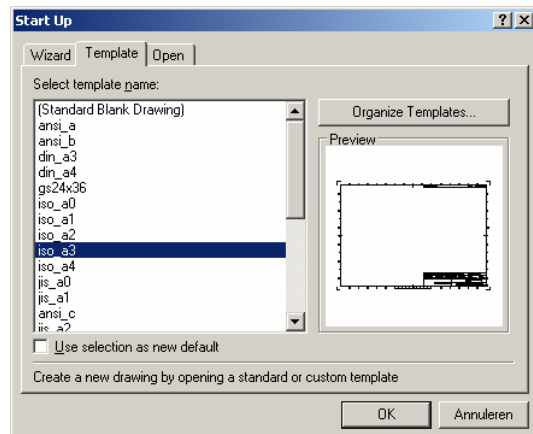 Start Up
Wizard Template Open
Select template name:
(Standard Blank Drawing)
ansi_a
ansi_b
din_a3
din_a4
gs24x36
iso_a0
iso_a1
iso_a2
iso_a3
iso_a4
jis_a0
jis_a1
ansi_c
jis_a2
Organize Templates...
Preview
Use selection as new default
Create a new drawing by opening a standard or custom template
OK Annuleren